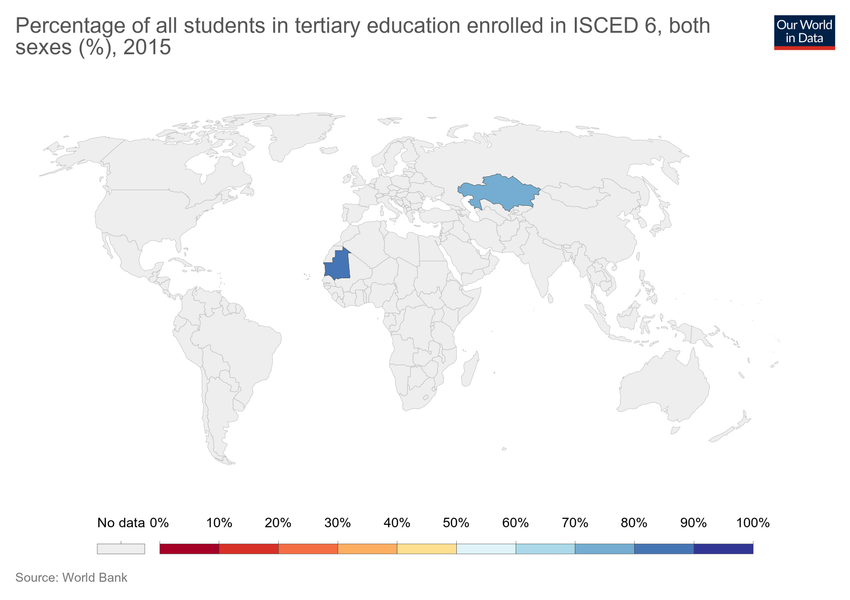 Percentage of all students in tertiary education enrolled in ISCED 6, both
sexes (%), 2015
Our World
in Data
No data 0% 10% 20% 30% 40% 50% 60% 70% 80% 90% 100%
Source: World Bank